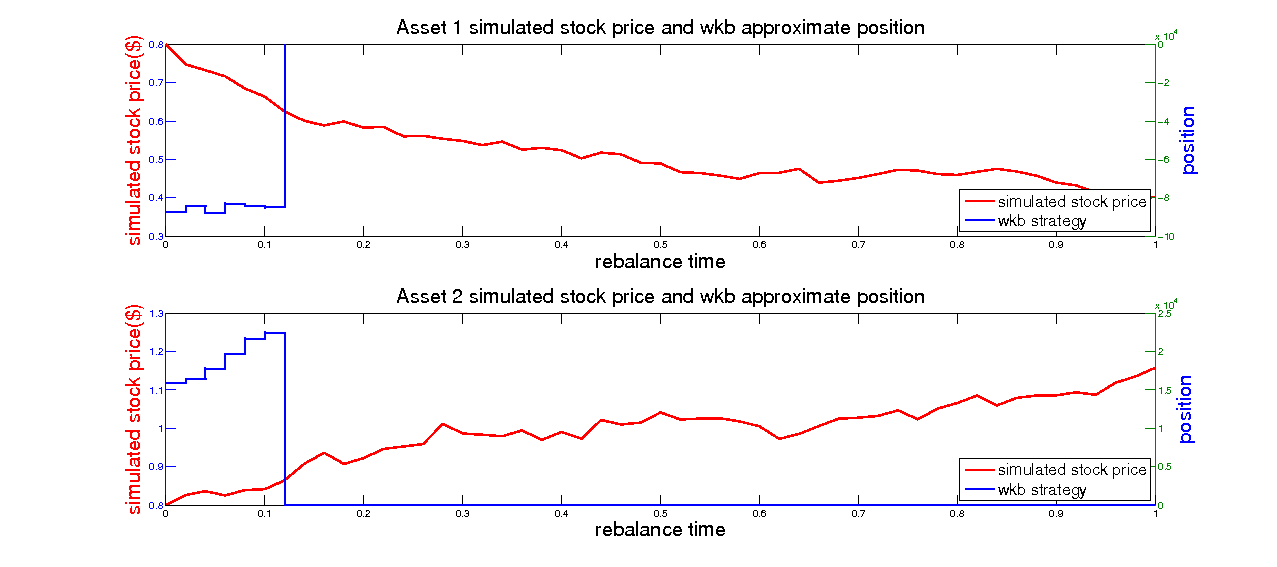 Asset 1 simulated stock price and wkb approximate position
x 10^4
simulated stock price($)
0.8
0.7
0.6
0.5
0.4
0.3
0
−2
−4
−6
−8
−10
position
simulated stock price
wkb strategy
0 0.1 0.2 0.3 0.4 0.5 0.6 0.7 0.8 0.9 1
rebalance time
Asset 2 simulated stock price and wkb approximate position
x 10^4
simulated stock price($)
1.3
1.2
1.1
1
0.9
0.8
2.5
2
1.5
1
0.5
0
position
simulated stock price
wkb strategy
0 0.1 0.2 0.3 0.4 0.5 0.6 0.7 0.8 0.9 1
rebalance time